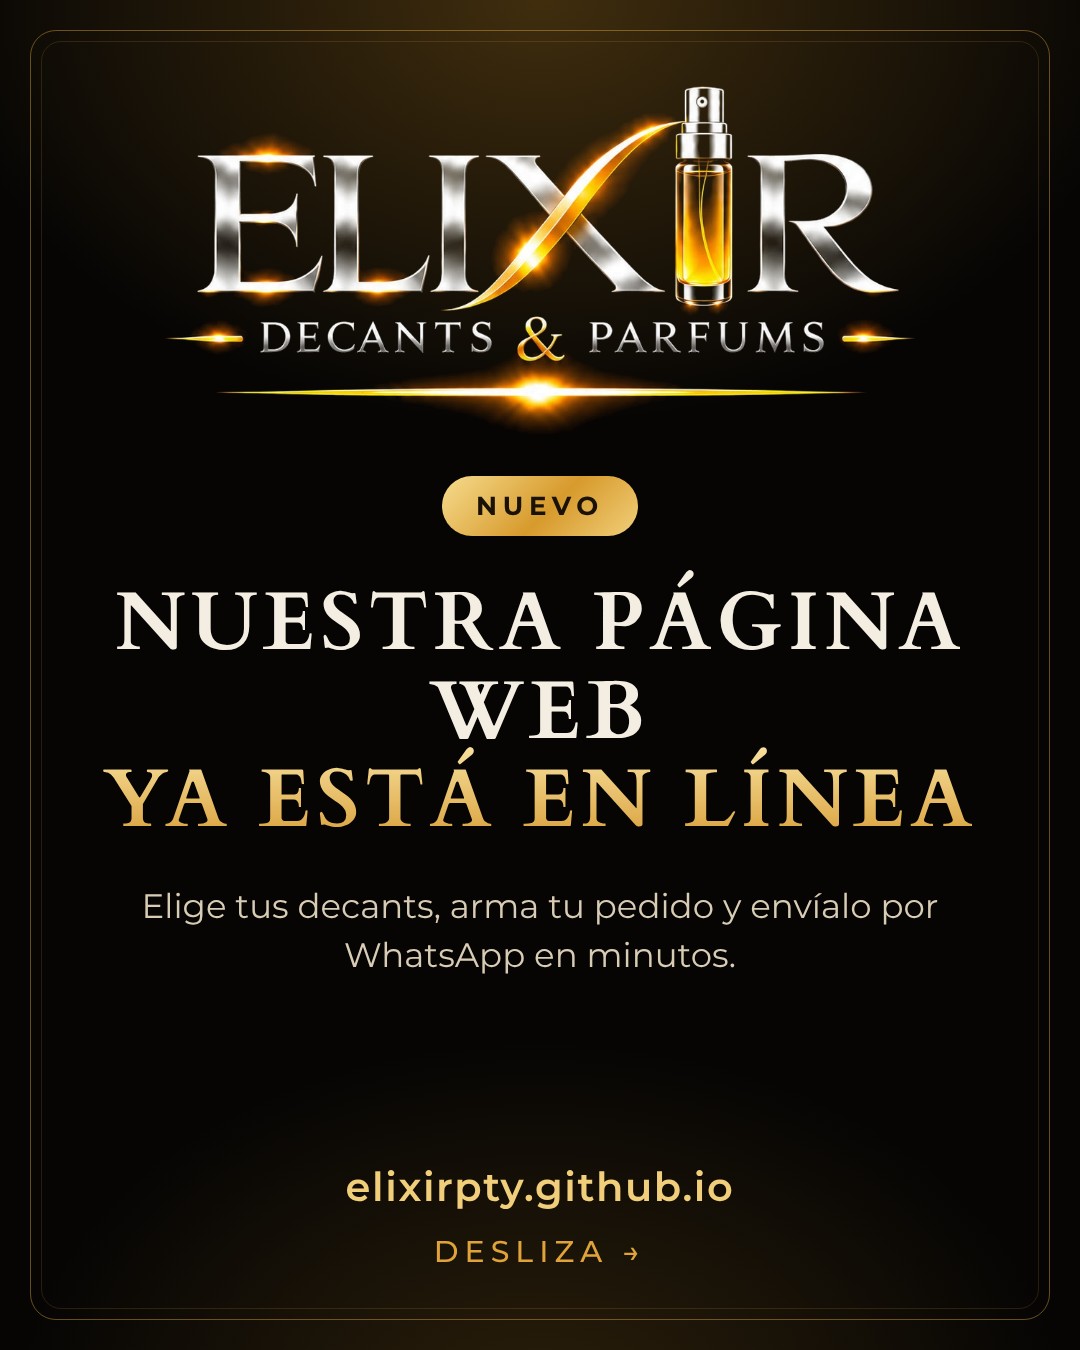 ELIXIR
DECANTS & PARFUMS
NUEVO
NUESTRA PÁGINA
WEB
YA ESTÁ EN LÍNEA
Elige tus decants, arma tu pedido y envíalo por
WhatsApp en minutos.
elixirpty.github.io
DESLIZA →